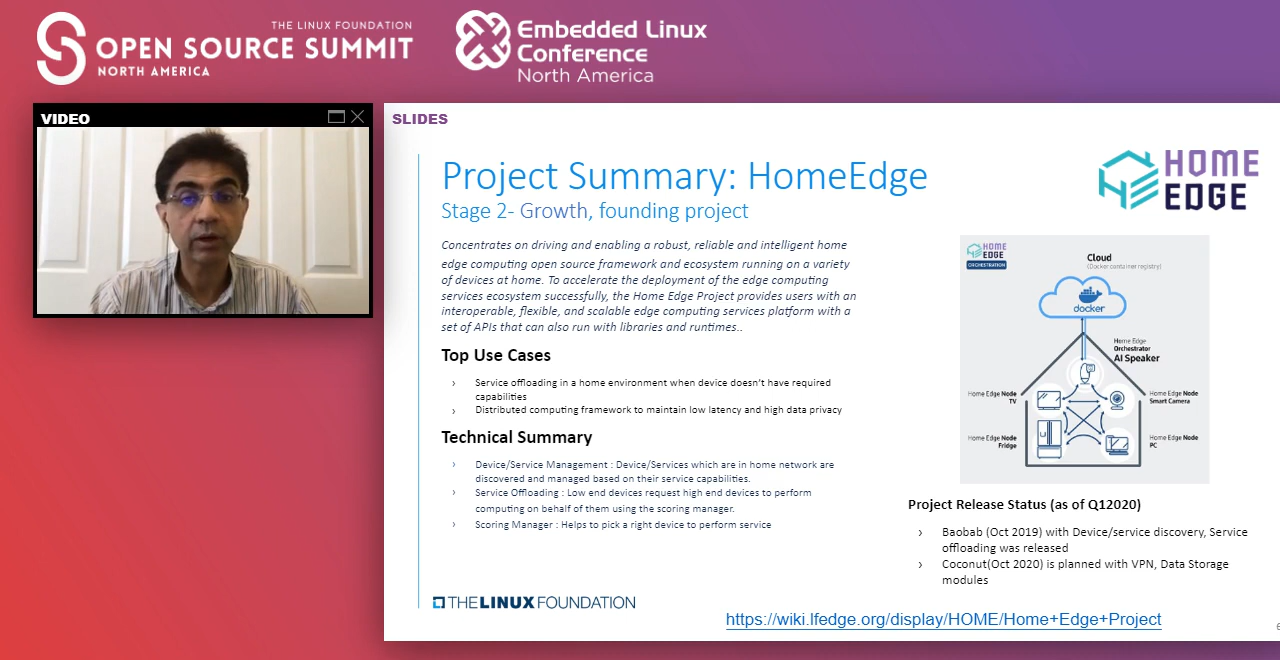 THE LINUX FOUNDATION
OPEN SOURCE SUMMIT
NORTH AMERICA
Embedded Linux
Conference
North America
VIDEO
SLIDES
Project Summary: HomeEdge
Stage 2- Growth, founding project
HOME
EDGE
Concentrates on driving and enabling a robust, reliable and intelligent home
edge computing open source framework and ecosystem running on a variety
of devices at home. To accelerate the deployment of the edge computing
services ecosystem successfully, the Home Edge Project provides users with an
interoperable, flexible, and scalable edge computing services platform with a
set of APIs that can also run with libraries and runtimes..
Top Use Cases
› Service offloading in a home environment when device doesn't have required
capabilities
› Distributed computing framework to maintain low latency and high data privacy
Technical Summary
› Device/Service Management : Device/Services which are in home network are
discovered and managed based on their service capabilities.
› Service Offloading : Low end devices request high end devices to perform
computing on behalf of them using the scoring manager.
› Scoring Manager : Helps to pick a right device to perform service
HOME
EDGE
ORCHESTRATION
Cloud
(Docker container registry)
docker
Home Edge
Orchestrator
AI Speaker
Home Edge Node
TV
Home Edge Node
Smart Camera
Home Edge Node
Fridge
Home Edge Node
PC
Project Release Status (as of Q12020)
› Baobab (Oct 2019) with Device/service discovery, Service
offloading was released
› Coconut(Oct 2020) is planned with VPN, Data Storage
modules
THE LINUX FOUNDATION
https://wiki.lfedge.org/display/HOME/Home+Edge+Project
6